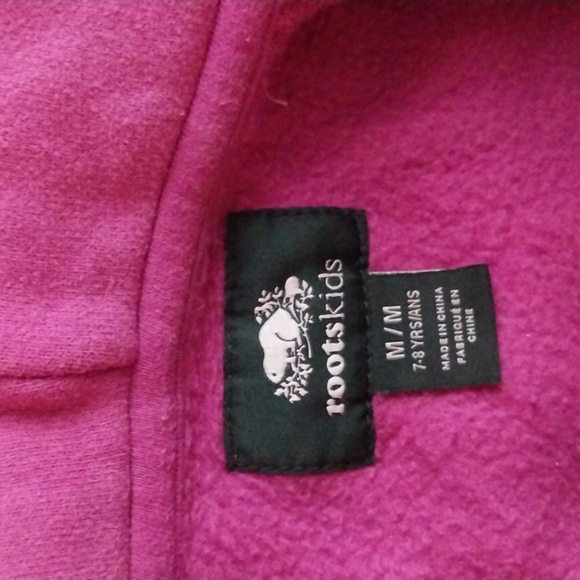 rootskids
M/M
7-8 YRS/ANS
MADE IN CHINA
FABRIQUÉ EN
CHINE